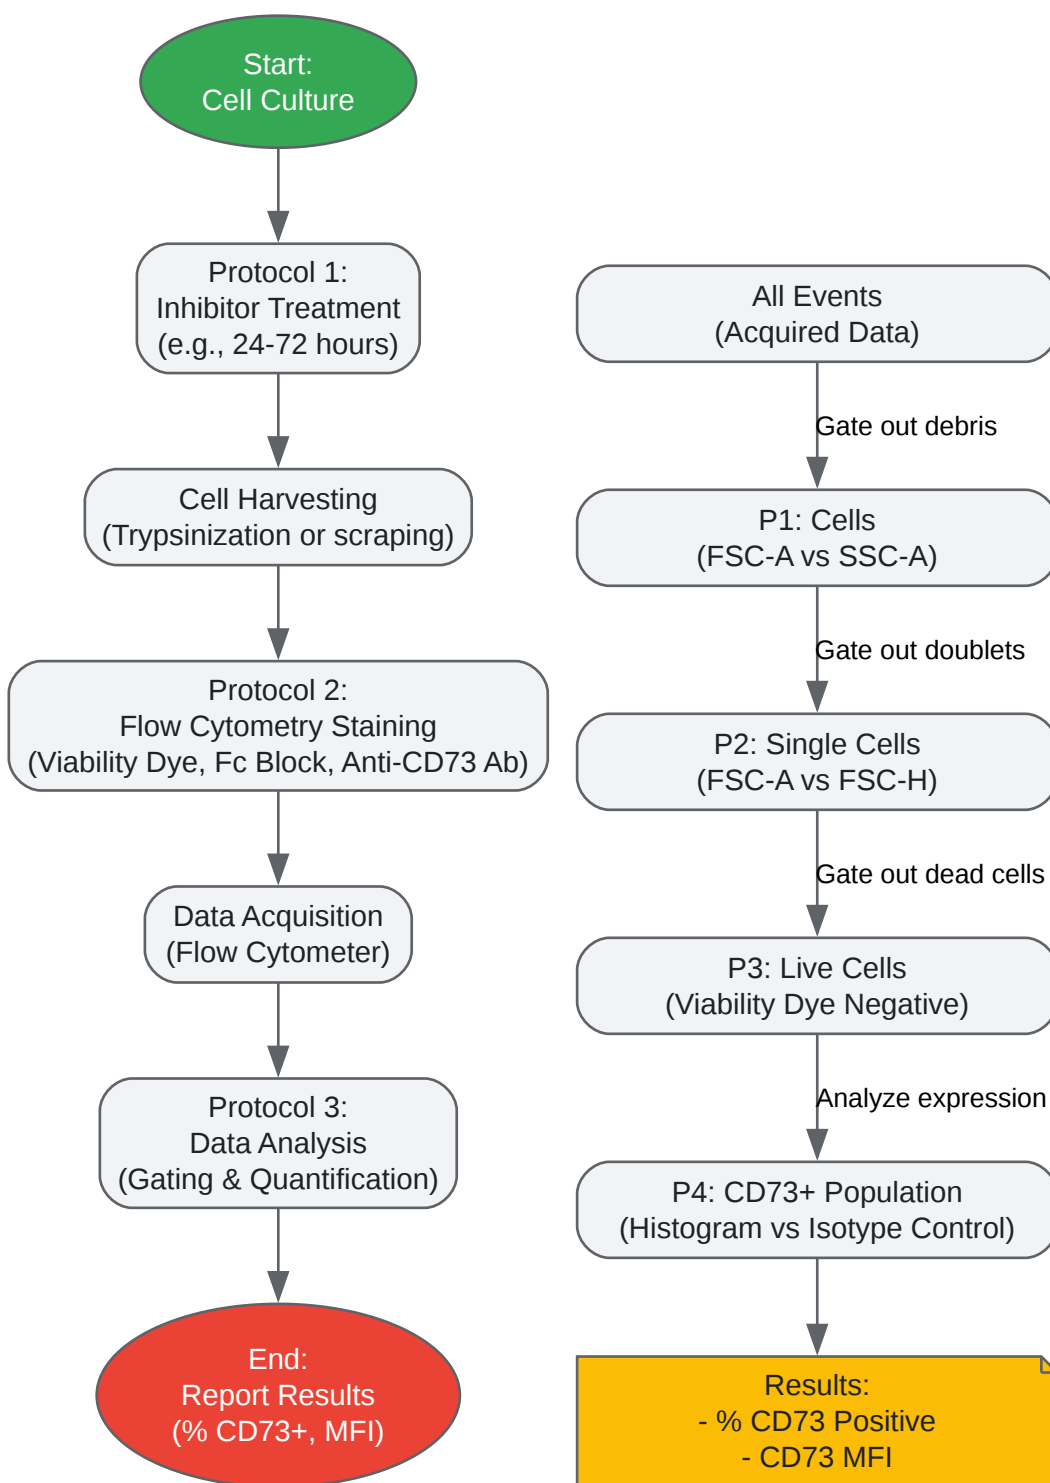 Start:
Cell Culture
Protocol 1:
Inhibitor Treatment
(e.g., 24-72 hours)
Cell Harvesting
(Trypsinization or scraping)
Protocol 2:
Flow Cytometry Staining
(Viability Dye, Fc Block, Anti-CD73 Ab)
Data Acquisition
(Flow Cytometer)
Protocol 3:
Data Analysis
(Gating & Quantification)
End:
Report Results
(% CD73+, MFI)
All Events
(Acquired Data)
Gate out debris
P1: Cells
(FSC-A vs SSC-A)
Gate out doublets
P2: Single Cells
(FSC-A vs FSC-H)
Gate out dead cells
P3: Live Cells
(Viability Dye Negative)
Analyze expression
P4: CD73+ Population
(Histogram vs Isotype Control)
Results:
- % CD73 Positive
- CD73 MFI